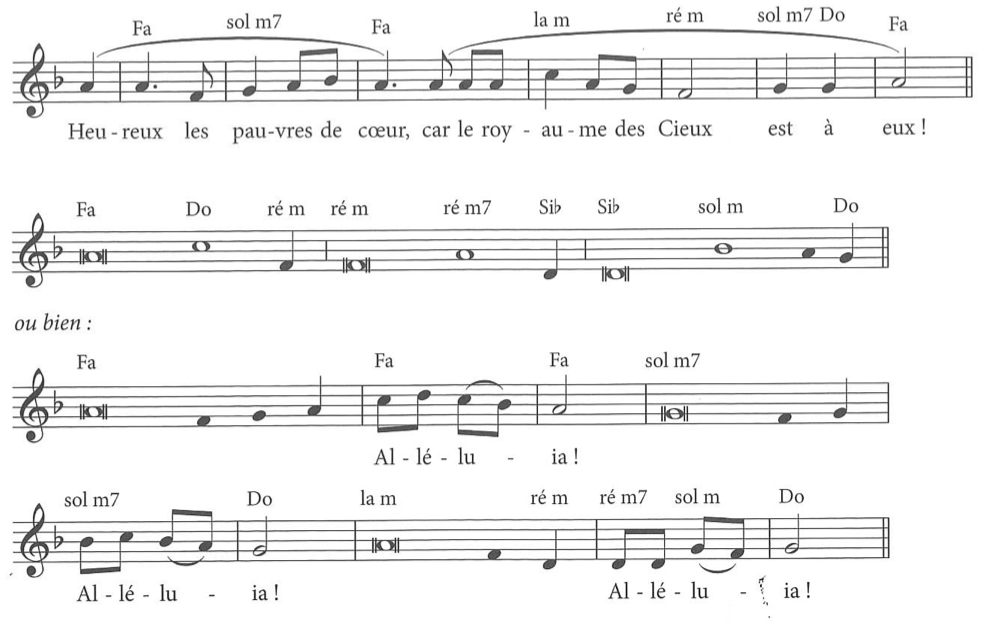 Fa sol m7 Fa la m ré m sol m7 Do Fa
Heu - reux les pau-vres de cœur, car le roy - au - me des Cieux est à eux !
Fa Do ré m ré m ré m7 Si♭ Si♭ sol m Do
ou bien :
Fa Fa Fa sol m7
Al - lé - lu - ia !
sol m7 Do la m ré m ré m7 sol m Do
Al - lé - lu - ia ! Al - lé - lu - ia !